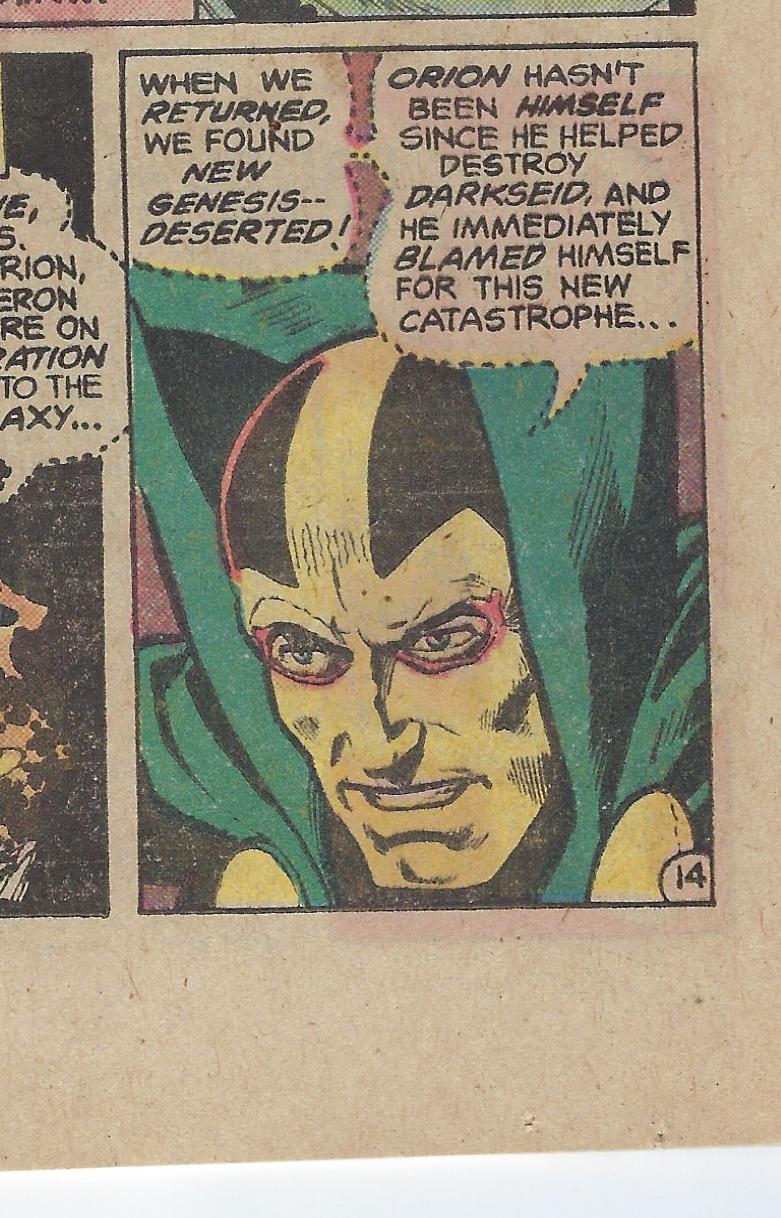 WHEN WE
RETURNED,
WE FOUND
NEW
GENESIS--
DESERTED!
ORION HASN'T
BEEN HIMSELF
SINCE HE HELPED
DESTROY
DARKSEID, AND
HE IMMEDIATELY
BLAMED HIMSELF
FOR THIS NEW
CATASTROPHE...
VE,
S.
RION,
ERON
RE ON
RATION
TO THE
AXY...
14